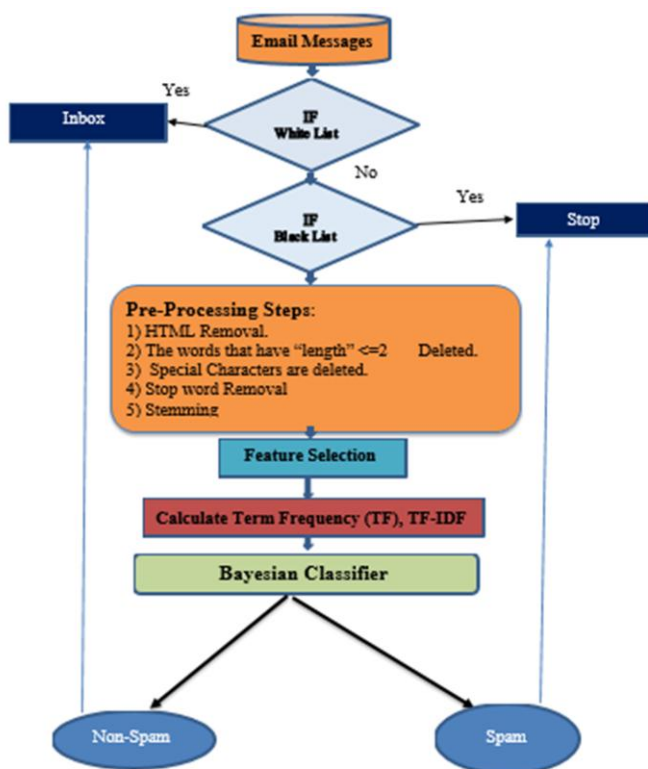 Email Messages
Yes
Inbox
IF
White List
No
Yes
IF
Black List
Stop
Pre-Processing Steps:
1) HTML Removal.
2) The words that have “length” <=2 Deleted.
3) Special Characters are deleted.
4) Stop word Removal
5) Stemming
Feature Selection
Calculate Term Frequency (TF), TF-IDF
Bayesian Classifier
Non-Spam
Spam